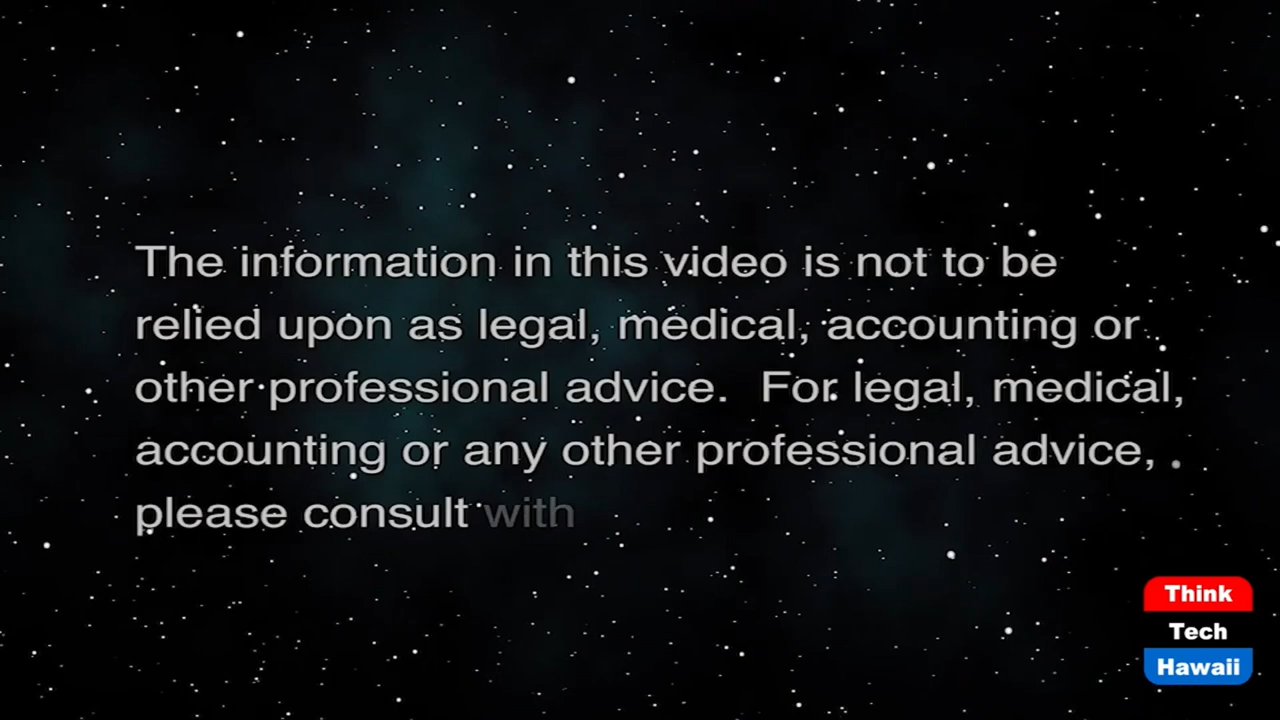 The information in this video is not to be
relied upon as legal, medical, accounting or
other professional advice.  For legal, medical,
accounting or any other professional advice,
please consult with
Think
Tech
Hawaii